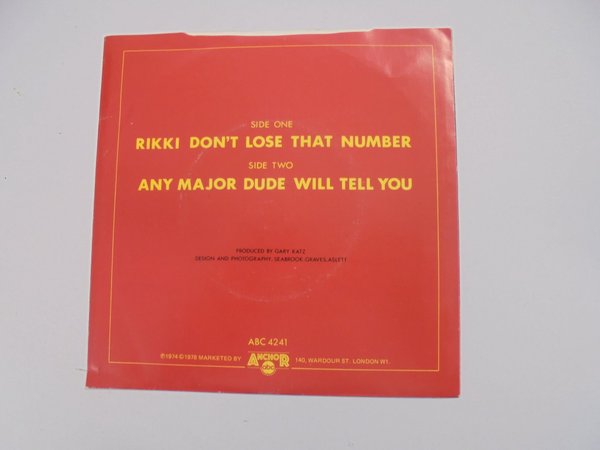 SIDE ONE
RIKKI DON'T LOSE THAT NUMBER
SIDE TWO
ANY MAJOR DUDE WILL TELL YOU
PRODUCED BY GARY KATZ
DESIGN AND PHOTOGRAPHY, SEABROOK.GRAVES.ASLETT
ABC 4241
℗1974 ©1978 MARKETED BY ANCHOR abc 140, WARDOUR ST. LONDON W1.